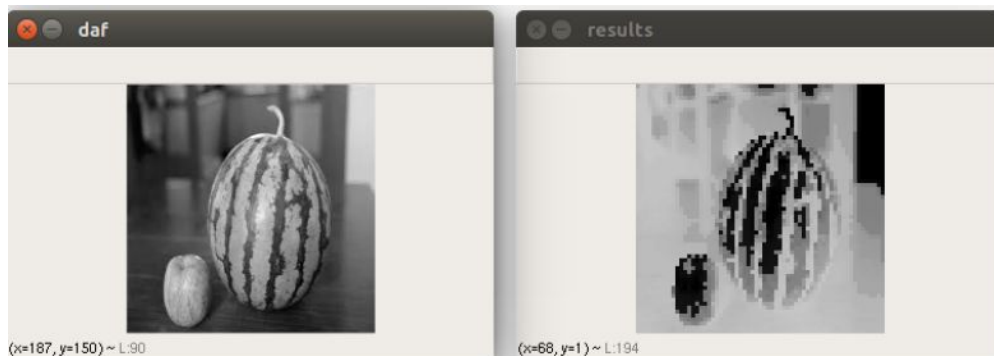 daf
results
(x=187, y=150) ~ L:90
(x=68, y=1) ~ L:194